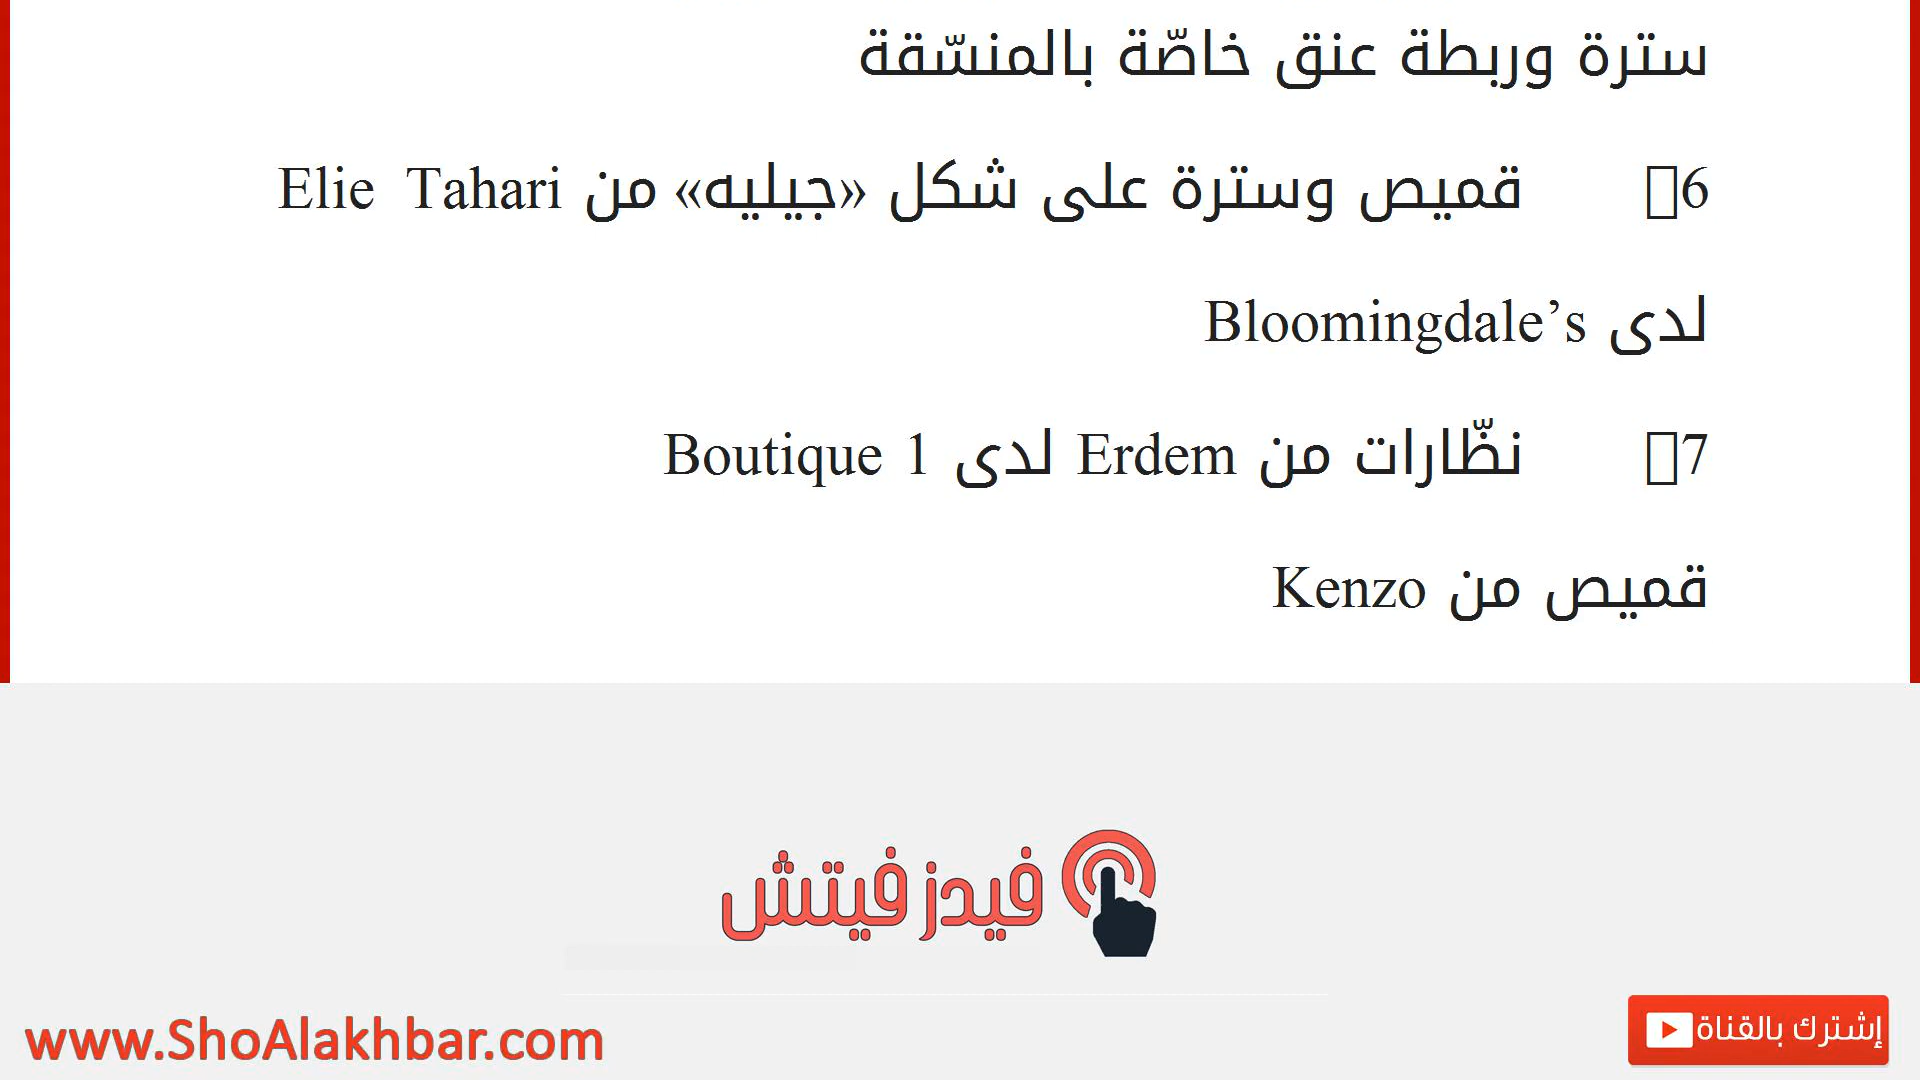 سترة وربطة عنق خاصّة بالمنسّقة
6 قميص وسترة على شكل «جيليه» من Elie Tahari
لدى Bloomingdale’s
7 نظّارات من Erdem لدى Boutique 1
قميص من Kenzo
فيدز فيتش
www.ShoAlakhbar.com
إشترك بالقناة